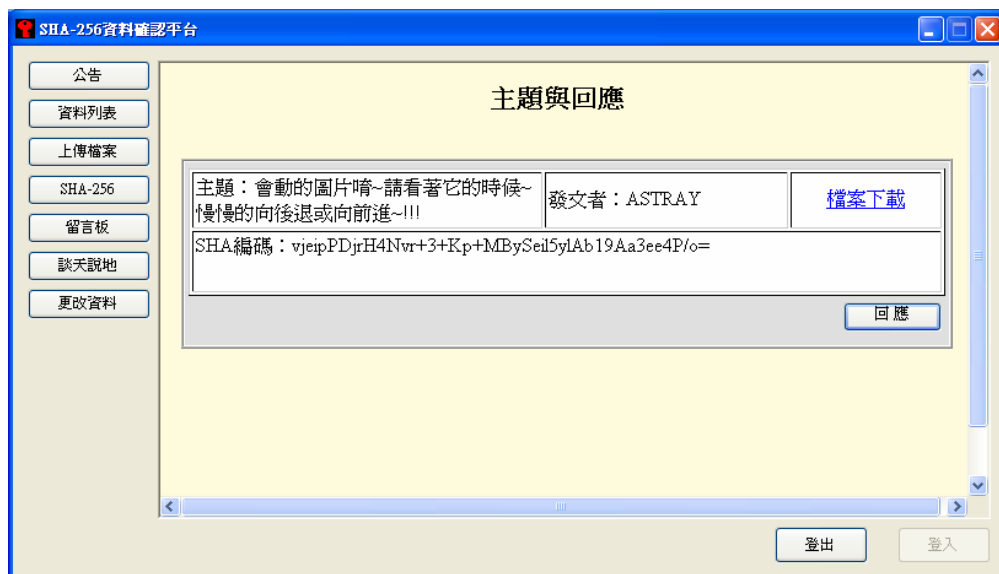 SHA-256資料確認平台
公告
資料列表
上傳檔案
SHA-256
留言板
談天說地
更改資料
主題與回應
主題：會動的圖片唷~請看著它的時候~
慢慢的向後退或向前進~!!!
發文者：ASTRAY
檔案下載
SHA編碼：vjeipPDjrH4Nvr+3+Kp+MBySeil5ylAb19Aa3ee4P/o=
回應
登出
登入